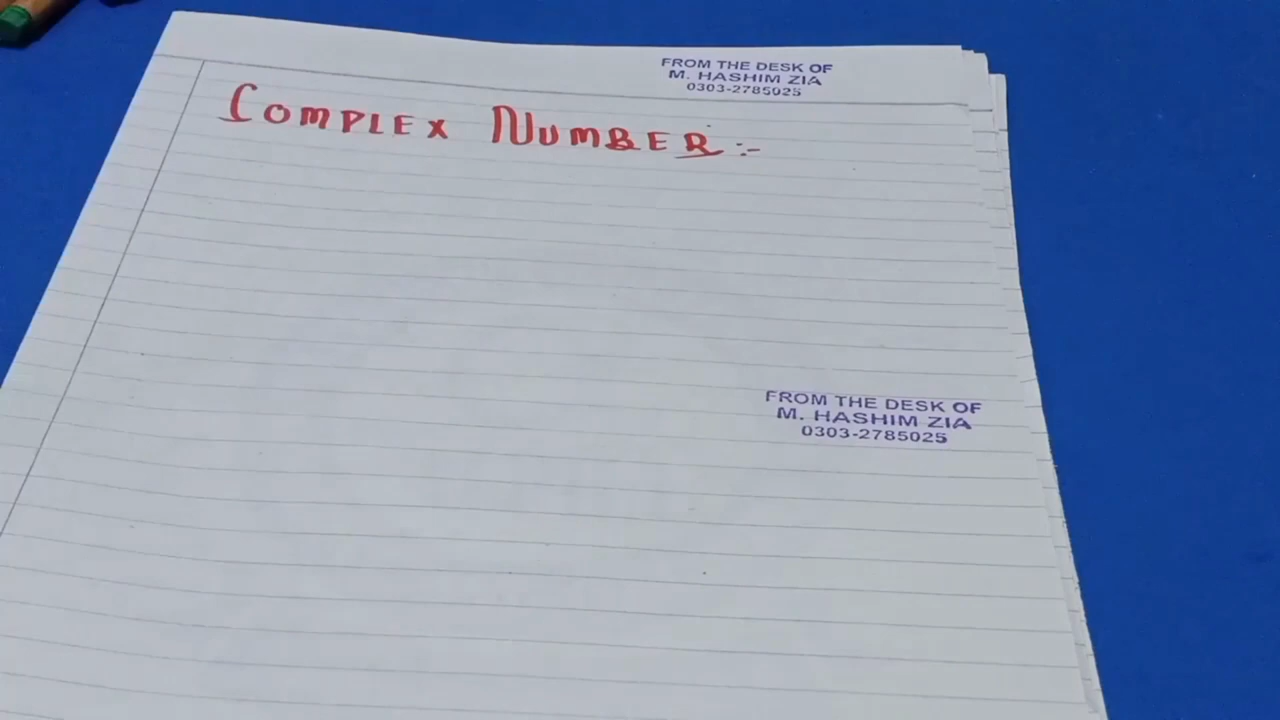 FROM THE DESK OF
M. HASHIM ZIA
0303-2785025
COMPLEX NUMBER:-
FROM THE DESK OF
M. HASHIM ZIA
0303-2785025